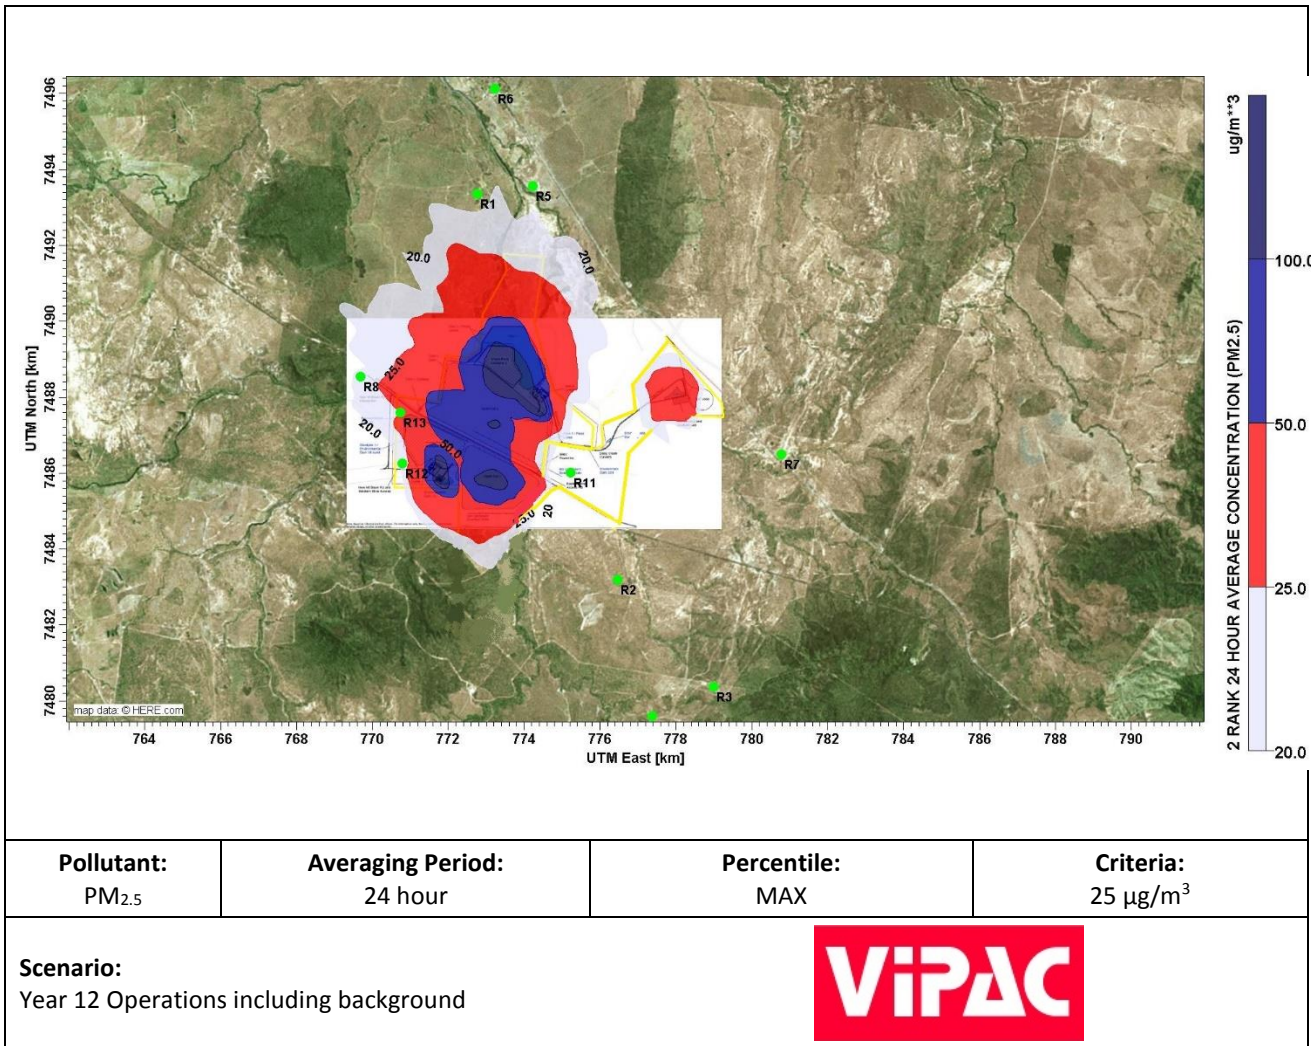 7496
7494
7492
7490
7488
7486
7484
7482
7480
UTM North [km]
R6
R5
R1
20.0
20.0
25.0
R8
R13
20.0
50.0
R12
R11
R7
25.0
20
R2
R3
map data: © HERE.com
764
766
768
770
772
774
776
778
780
782
784
786
788
790
UTM East [km]
ug/m**3
100.0
50.0
25.0
20.0
2 RANK 24 HOUR AVERAGE CONCENTRATION (PM2.5)
Pollutant:
PM2.5
Averaging Period:
24 hour
Percentile:
MAX
Criteria:
25 µg/m³
Scenario:
Year 12 Operations including background
ViPAC